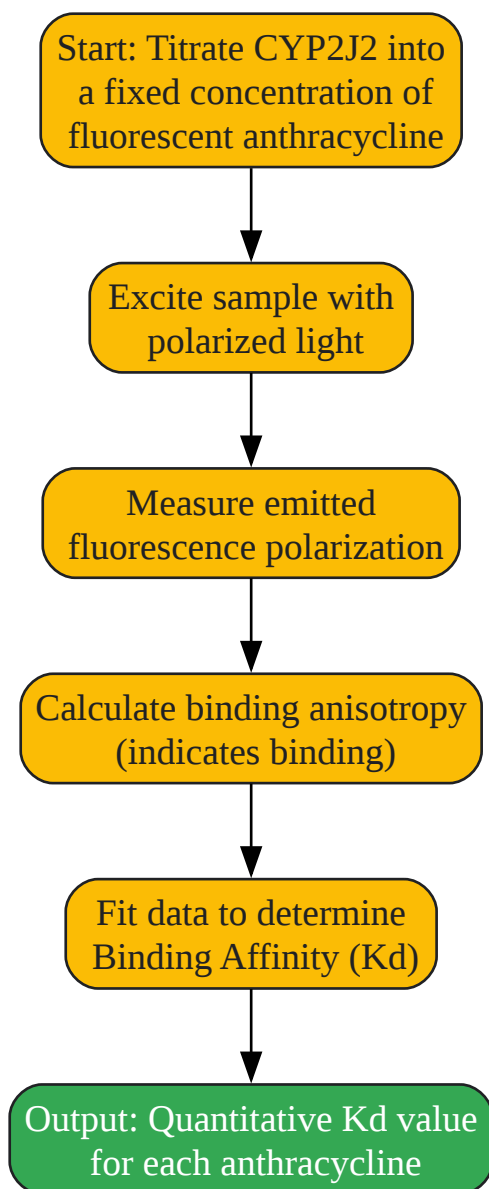 Start: Titrate CYP2J2 into
a fixed concentration of
fluorescent anthracycline
Excite sample with
polarized light
Measure emitted
fluorescence polarization
Calculate binding anisotropy
(indicates binding)
Fit data to determine
Binding Affinity (Kd)
Output: Quantitative Kd value
for each anthracycline